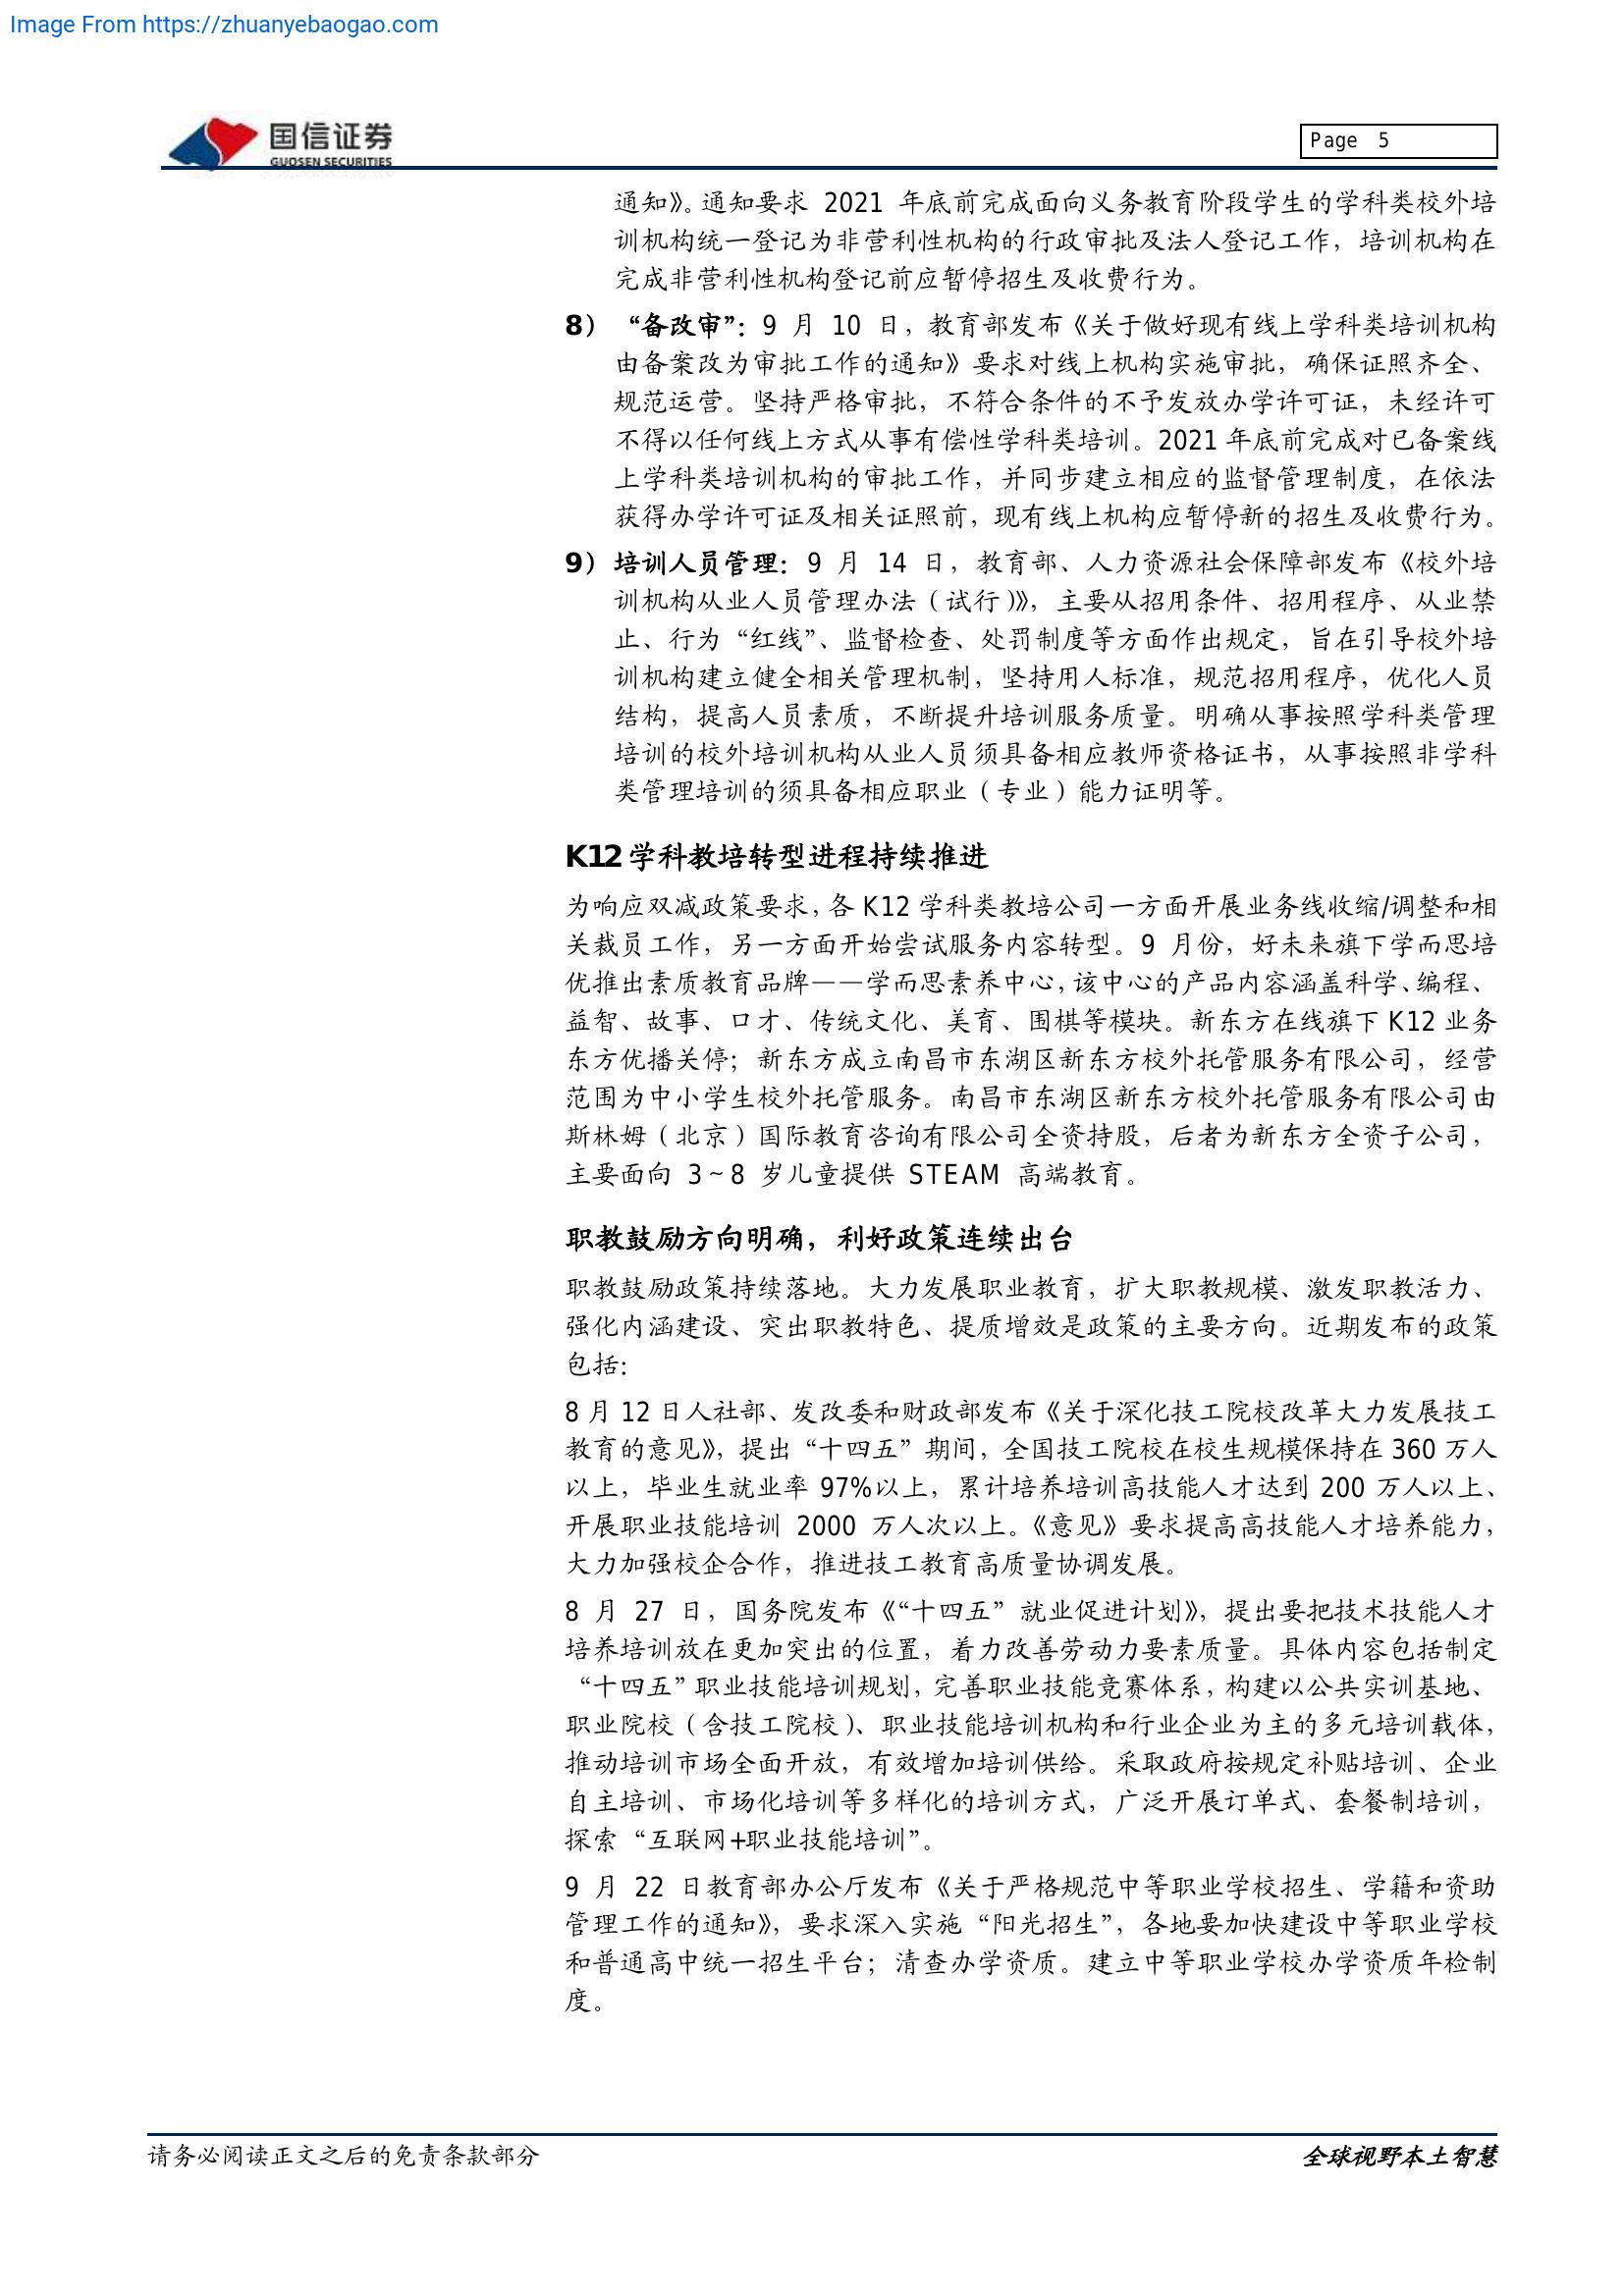 Image From https://zhuanyebaogao.com
国信证券
GUOSEN SECURITIES
Page 5
通知》。通知要求 2021 年底前完成面向义务教育阶段学生的学科类校外培
训机构统一登记为非营利性机构的行政审批及法人登记工作，培训机构在
完成非营利性机构登记前应暂停招生及收费行为。
8） “备改审”：9 月 10 日，教育部发布《关于做好现有线上学科类培训机构
由备案改为审批工作的通知》要求对线上机构实施审批，确保证照齐全、
规范运营。坚持严格审批，不符合条件的不予发放办学许可证，未经许可
不得以任何线上方式从事有偿性学科类培训。2021 年底前完成对已备案线
上学科类培训机构的审批工作，并同步建立相应的监督管理制度，在依法
获得办学许可证及相关证照前，现有线上机构应暂停新的招生及收费行为。
9）培训人员管理：9 月 14 日，教育部、人力资源社会保障部发布《校外培
训机构从业人员管理办法（试行）》，主要从招用条件、招用程序、从业禁
止、行为“红线”、监督检查、处罚制度等方面作出规定，旨在引导校外培
训机构建立健全相关管理机制，坚持用人标准，规范招用程序，优化人员
结构，提高人员素质，不断提升培训服务质量。明确从事按照学科类管理
培训的校外培训机构从业人员须具备相应教师资格证书，从事按照非学科
类管理培训的须具备相应职业（专业）能力证明等。
K12 学科教培转型进程持续推进
为响应双减政策要求，各 K12 学科类教培公司一方面开展业务线收缩/调整和相
关裁员工作，另一方面开始尝试服务内容转型。9 月份，好未来旗下学而思培
优推出素质教育品牌——学而思素养中心，该中心的产品内容涵盖科学、编程、
益智、故事、口才、传统文化、美育、围棋等模块。新东方在线旗下 K12 业务
东方优播关停；新东方成立南昌市东湖区新东方校外托管服务有限公司，经营
范围为中小学生校外托管服务。南昌市东湖区新东方校外托管服务有限公司由
斯林姆（北京）国际教育咨询有限公司全资持股，后者为新东方全资子公司，
主要面向 3~8 岁儿童提供 STEAM 高端教育。
职教鼓励方向明确，利好政策连续出台
职教鼓励政策持续落地。大力发展职业教育，扩大职教规模、激发职教活力、
强化内涵建设、突出职教特色、提质增效是政策的主要方向。近期发布的政策
包括：
8 月 12 日人社部、发改委和财政部发布《关于深化技工院校改革大力发展技工
教育的意见》，提出“十四五”期间，全国技工院校在校生规模保持在 360 万人
以上，毕业生就业率 97%以上，累计培养培训高技能人才达到 200 万人以上、
开展职业技能培训 2000 万人次以上。《意见》要求提高高技能人才培养能力，
大力加强校企合作，推进技工教育高质量协调发展。
8 月 27 日，国务院发布《“十四五”就业促进计划》，提出要把技术技能人才
培养培训放在更加突出的位置，着力改善劳动力要素质量。具体内容包括制定
“十四五”职业技能培训规划，完善职业技能竞赛体系，构建以公共实训基地、
职业院校（含技工院校）、职业技能培训机构和行业企业为主的多元培训载体，
推动培训市场全面开放，有效增加培训供给。采取政府按规定补贴培训、企业
自主培训、市场化培训等多样化的培训方式，广泛开展订单式、套餐制培训，
探索“互联网+职业技能培训”。
9 月 22 日教育部办公厅发布《关于严格规范中等职业学校招生、学籍和资助
管理工作的通知》，要求深入实施“阳光招生”，各地要加快建设中等职业学校
和普通高中统一招生平台；清查办学资质。建立中等职业学校办学资质年检制
度。
请务必阅读正文之后的免责条款部分
全球视野本土智慧